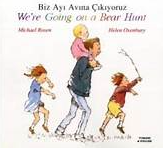 Biz Ayı Avına Çıkıyoruz
We're Going on a Bear Hunt
Michael Rosen Helen Oxenbury